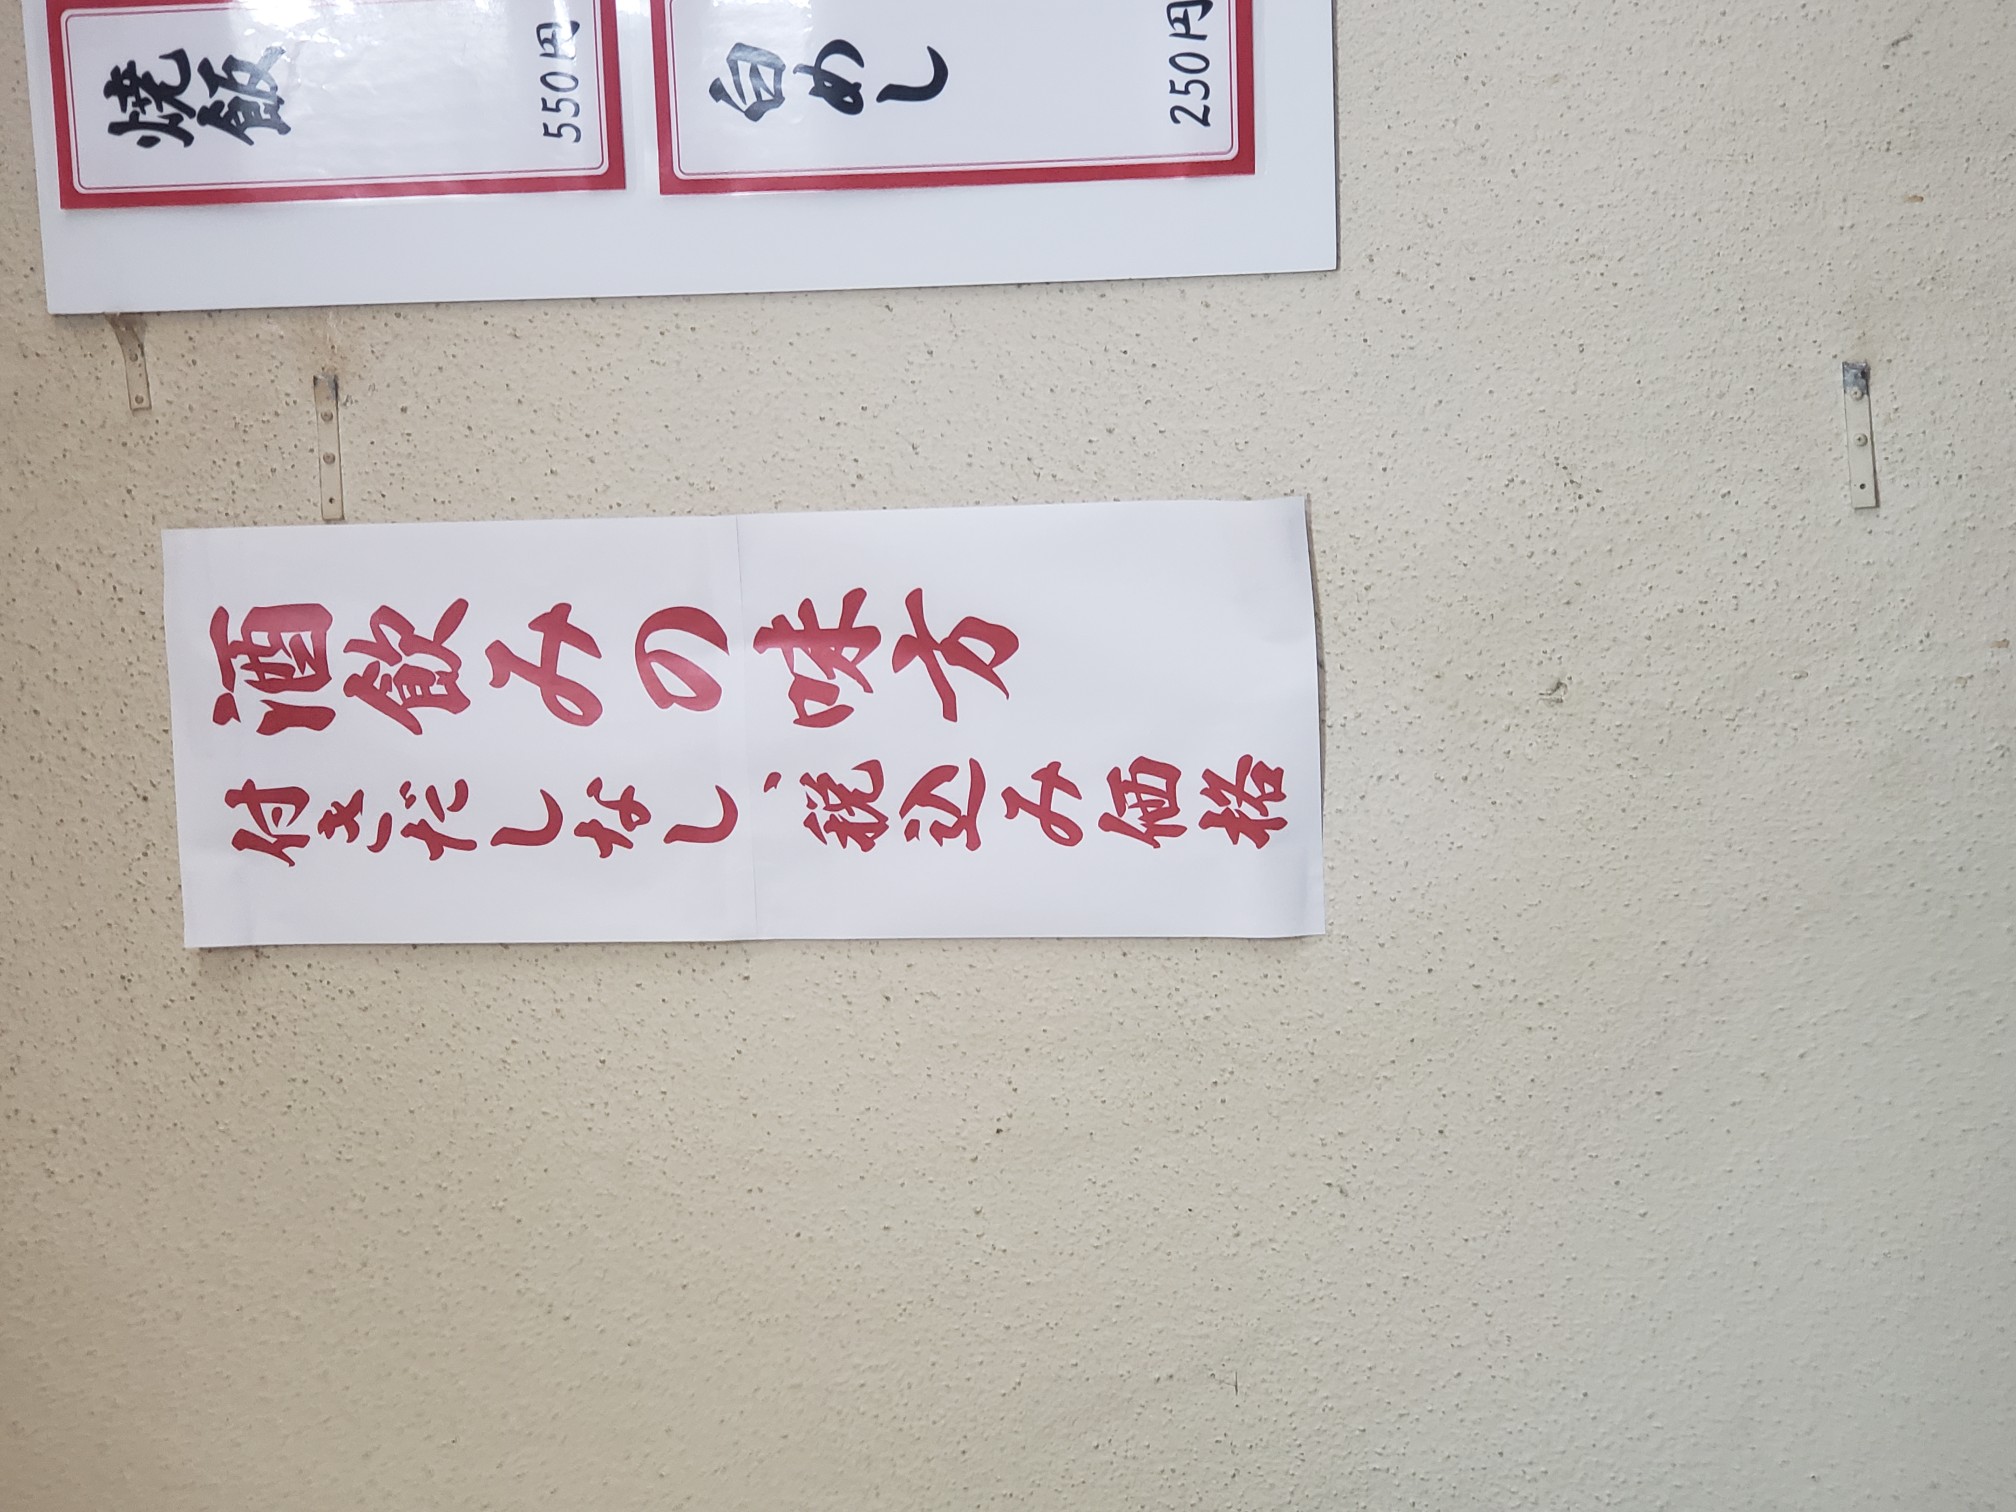 焼飯
550円
白めし
250円
酒飲みの味方
付きだしなし、税込み価格